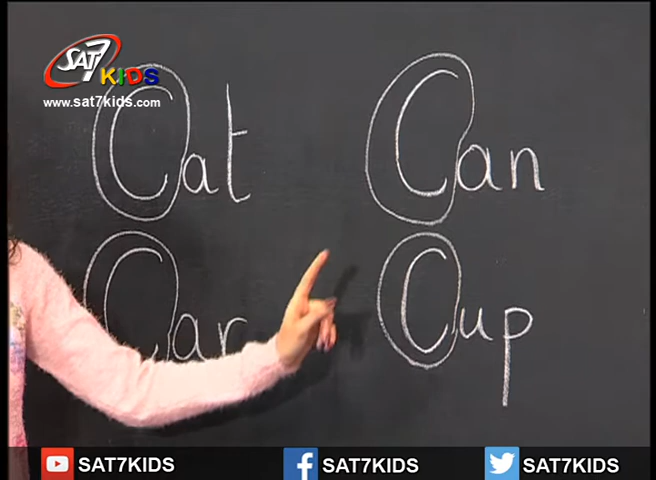 SAT7 KIDS
www.sat7kids.com
Cat Can
Car Cup
SAT7KIDS SAT7KIDS SAT7KIDS